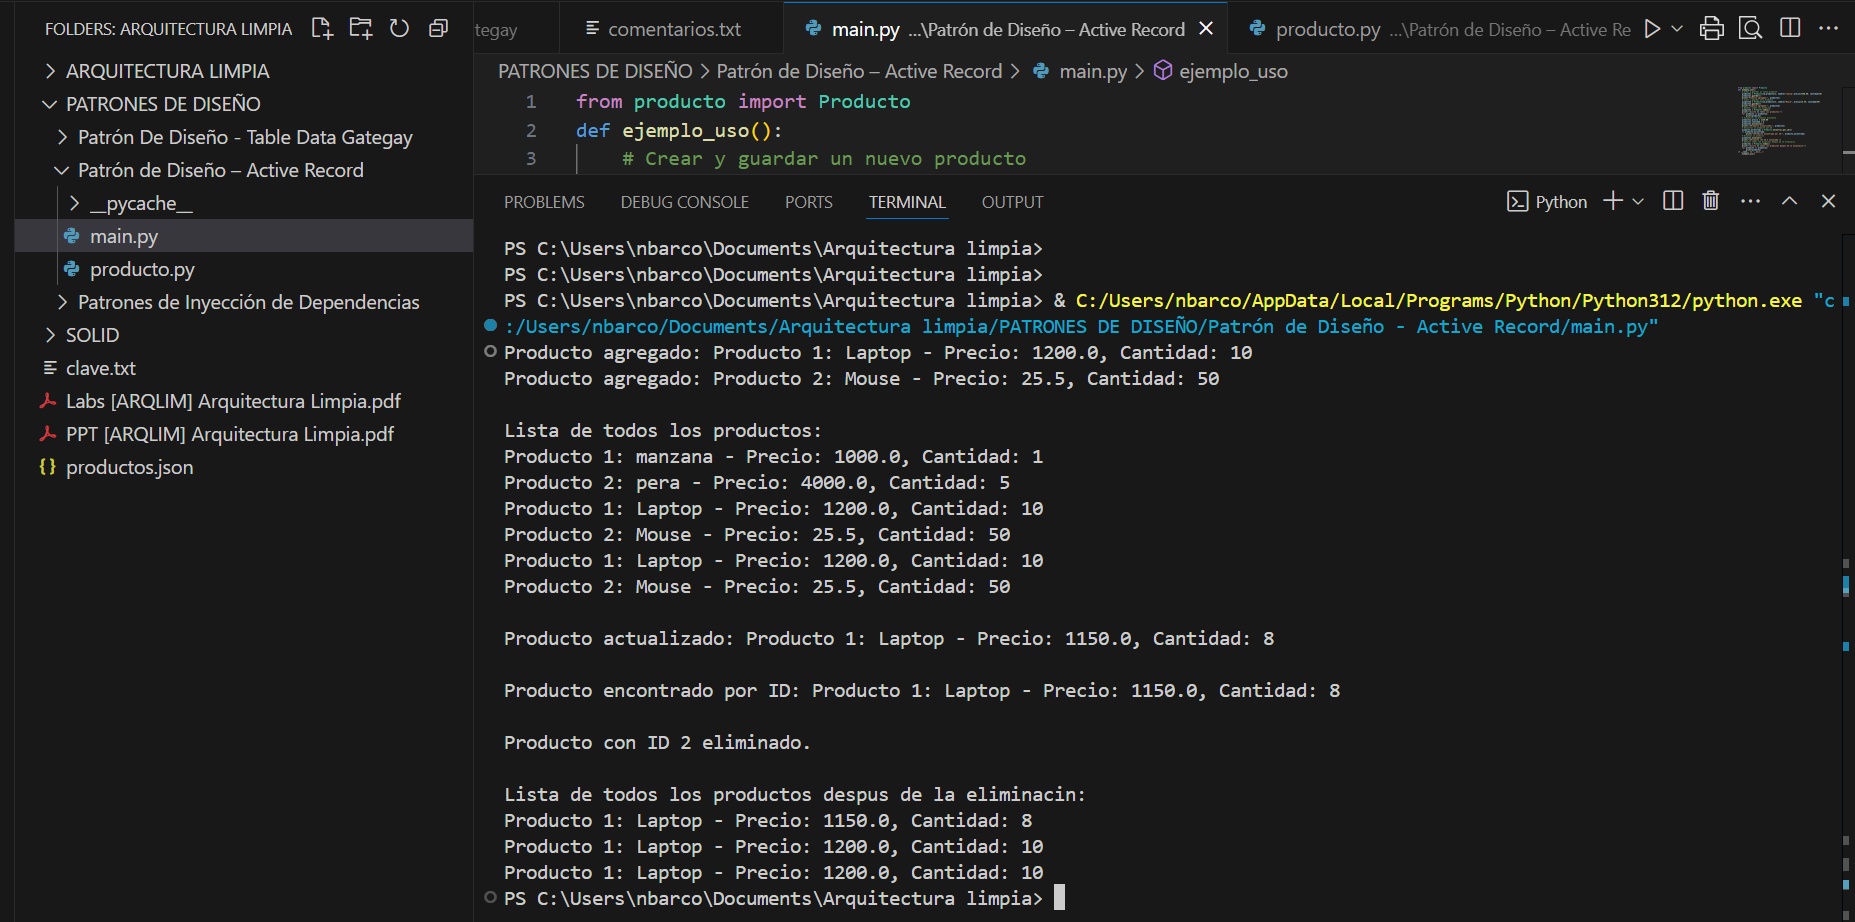 FOLDERS: ARQUITECTURA LIMPIA
ARQUITECTURA LIMPIA
PATRONES DE DISEÑO
Patrón De Diseño - Table Data Gategay
Patrón de Diseño – Active Record
__pycache__
main.py
producto.py
Patrones de Inyección de Dependencias
SOLID
clave.txt
Labs [ARQLIM] Arquitectura Limpia.pdf
PPT [ARQLIM] Arquitectura Limpia.pdf
productos.json
tegay
comentarios.txt
main.py ...\Patrón de Diseño – Active Record
producto.py ...\Patrón de Diseño – Active Re
PATRONES DE DISEÑO > Patrón de Diseño – Active Record > main.py > ejemplo_uso
1 from producto import Producto
2 def ejemplo_uso():
3 # Crear y guardar un nuevo producto
PROBLEMS DEBUG CONSOLE PORTS TERMINAL OUTPUT
Python
PS C:\Users\nbarco\Documents\Arquitectura limpia>
PS C:\Users\nbarco\Documents\Arquitectura limpia>
PS C:\Users\nbarco\Documents\Arquitectura limpia> & C:/Users/nbarco/AppData/Local/Programs/Python/Python312/python.exe "c
:/Users/nbarco/Documents/Arquitectura limpia/PATRONES DE DISEÑO/Patrón de Diseño - Active Record/main.py"
Producto agregado: Producto 1: Laptop - Precio: 1200.0, Cantidad: 10
Producto agregado: Producto 2: Mouse - Precio: 25.5, Cantidad: 50
Lista de todos los productos:
Producto 1: manzana - Precio: 1000.0, Cantidad: 1
Producto 2: pera - Precio: 4000.0, Cantidad: 5
Producto 1: Laptop - Precio: 1200.0, Cantidad: 10
Producto 2: Mouse - Precio: 25.5, Cantidad: 50
Producto 1: Laptop - Precio: 1200.0, Cantidad: 10
Producto 2: Mouse - Precio: 25.5, Cantidad: 50
Producto actualizado: Producto 1: Laptop - Precio: 1150.0, Cantidad: 8
Producto encontrado por ID: Producto 1: Laptop - Precio: 1150.0, Cantidad: 8
Producto con ID 2 eliminado.
Lista de todos los productos despus de la eliminacin:
Producto 1: Laptop - Precio: 1150.0, Cantidad: 8
Producto 1: Laptop - Precio: 1200.0, Cantidad: 10
Producto 1: Laptop - Precio: 1200.0, Cantidad: 10
PS C:\Users\nbarco\Documents\Arquitectura limpia>